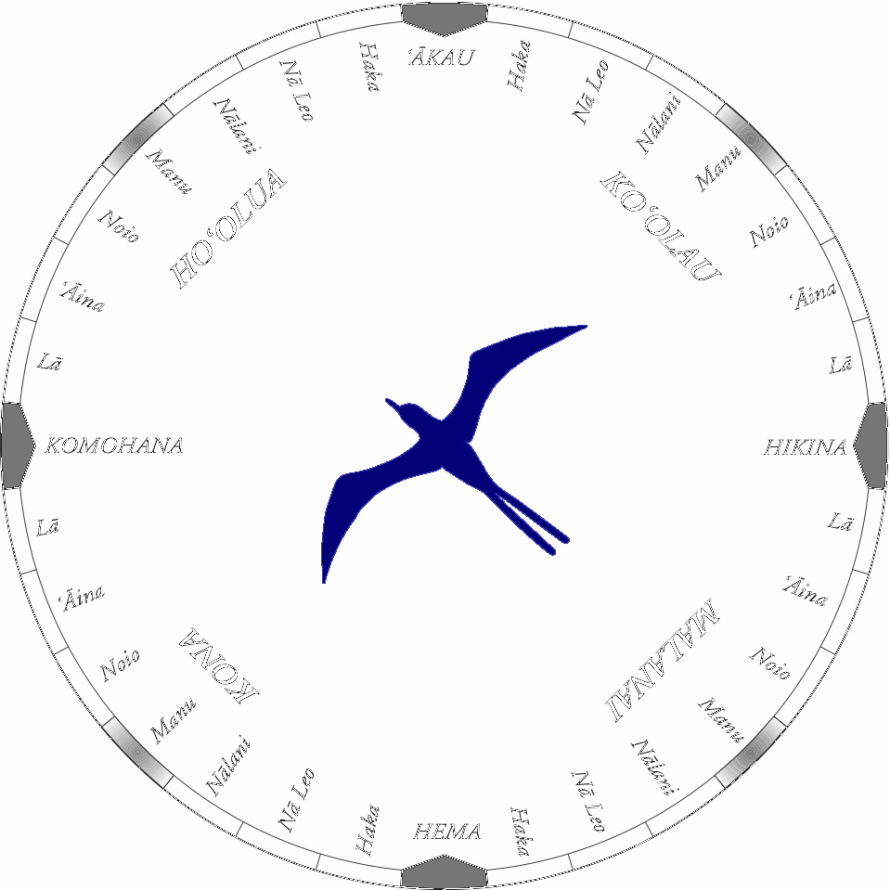 ʻĀKAU
Haka
Nā Leo
Nālani
Manu
Noio
ʻĀina
Lā
HIKINA
Lā
ʻĀina
Noio
Manu
Nālani
Nā Leo
Haka
HEMA
Haka
Nā Leo
Nālani
Manu
Noio
ʻĀina
Lā
KOMOHANA
Lā
ʻĀina
Noio
Manu
Nālani
Nā Leo
Haka
KOʻOLAU
MALANAI
KONA
HOʻOLUA